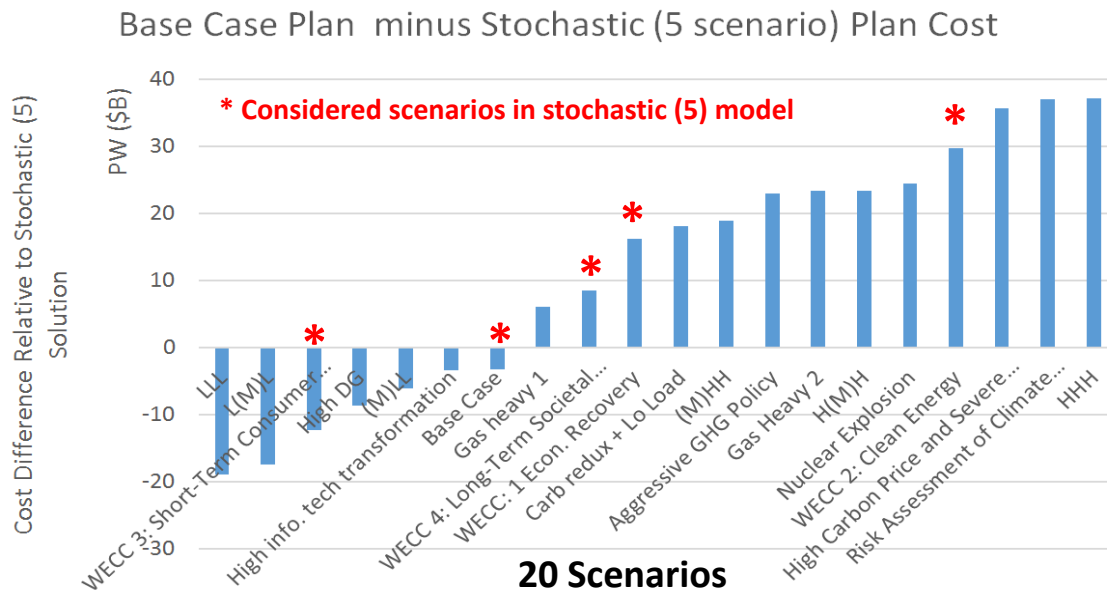 Base Case Plan minus Stochastic (5 scenario) Plan Cost
Cost Difference Relative to Stochastic (5)
Solution
PW ($B)
40
30
20
10
0
-10
-20
-30
* Considered scenarios in stochastic (5) model
*
*
*
*
*
LLL
L(M)L
WECC 3: Short-Term Consumer...
High DG
(M)LL
High info. tech transformation
Base Case
Gas heavy 1
WECC 4: Long-Term Societal...
WECC: 1 Econ. Recovery
Carb redux + Lo Load
(M)HH
Aggressive GHG Policy
Gas Heavy 2
H(M)H
Nuclear Explosion
WECC 2: Clean Energy
High Carbon Price and Severe...
Risk Assessment of Climate...
HHH
20 Scenarios